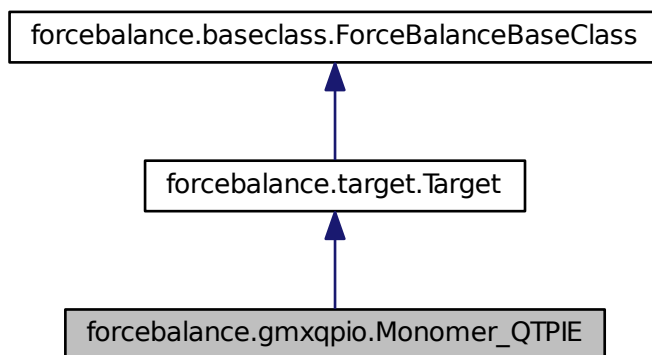 forcebalance.baseclass.ForceBalanceBaseClass
forcebalance.target.Target
forcebalance.gmxqpio.Monomer_QTPIE